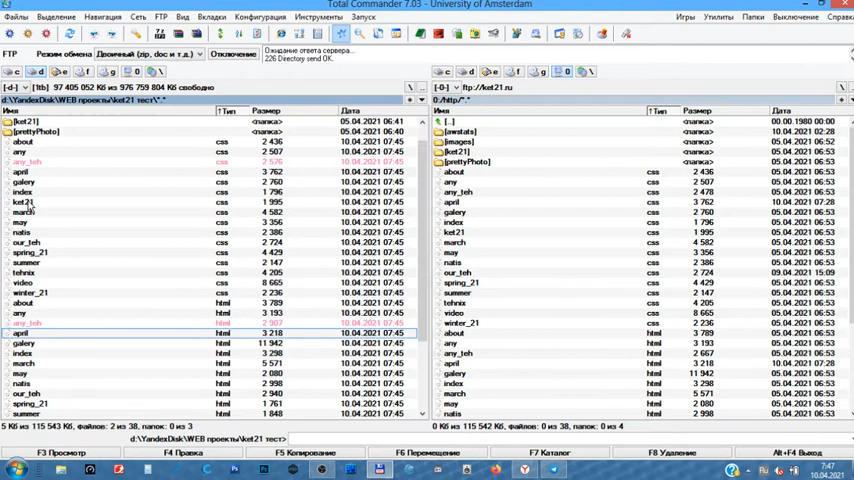 Total Commander 7.03 - University of Amsterdam
Файлы Выделение Навигация Сеть FTP Вид Вкладки Конфигурация Инструменты Запуск Игры Утилиты Папки Выключение Справка
FTP Режим обмена Двоичный (zip, doc и т.д.) Отключение Ожидание ответа сервера...
226 Directory send OK.
c d e f g 0 \ c d e f g 0 \
[-d-] [1tb] 97 405 052 Кб из 976 759 804 Кб свободно \ .. [-0-] ftp://ket21.ru \ ..
d:\YandexDisk\WEB проекты\ket21 тест\*.* 0:/http/*.*
Имя ↑Тип Размер Дата Имя ↑Тип Размер Дата
[ket21] <папка> 05.04.2021 06:41 [..] <папка> 00.00.1980 00:00
[prettyPhoto] <папка> 05.04.2021 06:40 [awstats] <папка> 10.04.2021 02:28
about css 2 436 10.04.2021 07:45 [images] <папка> 05.04.2021 06:52
any css 2 507 10.04.2021 07:45 [ket21] <папка> 05.04.2021 06:53
any_teh css 2 576 10.04.2021 07:45 [prettyPhoto] <папка> 05.04.2021 06:53
april css 3 762 10.04.2021 07:45 about css 2 436 05.04.2021 06:53
galery css 2 760 10.04.2021 07:45 any css 2 507 05.04.2021 06:53
index css 1 796 10.04.2021 07:45 any_teh css 2 478 05.04.2021 06:53
ket21 css 1 995 10.04.2021 07:45 april css 3 762 10.04.2021 07:28
march css 4 582 10.04.2021 07:45 galery css 2 760 05.04.2021 06:53
may css 3 356 10.04.2021 07:45 index css 1 796 05.04.2021 06:53
natis css 2 386 10.04.2021 07:45 ket21 css 1 995 05.04.2021 06:53
our_teh css 2 724 10.04.2021 07:45 march css 4 582 05.04.2021 06:53
spring_21 css 4 429 10.04.2021 07:45 may css 3 356 05.04.2021 06:53
summer css 2 147 10.04.2021 07:45 natis css 2 386 05.04.2021 06:53
tehnix css 4 205 10.04.2021 07:45 our_teh css 2 724 09.04.2021 15:09
video css 8 665 10.04.2021 07:45 spring_21 css 4 429 05.04.2021 06:53
winter_21 css 2 236 10.04.2021 07:45 summer css 2 147 05.04.2021 06:53
about html 3 789 10.04.2021 07:45 tehnix css 4 205 05.04.2021 06:53
any html 3 193 10.04.2021 07:45 video css 8 665 05.04.2021 06:53
any_teh html 2 907 10.04.2021 07:45 winter_21 css 2 236 05.04.2021 06:53
april html 3 218 10.04.2021 07:45 about html 3 789 05.04.2021 06:53
galery html 11 942 10.04.2021 07:45 any html 3 193 05.04.2021 06:53
index html 3 298 10.04.2021 07:45 any_teh html 2 667 05.04.2021 06:53
march html 5 571 10.04.2021 07:45 april html 3 218 10.04.2021 07:28
may html 2 080 10.04.2021 07:45 galery html 11 942 05.04.2021 06:53
natis html 2 998 10.04.2021 07:45 index html 3 298 05.04.2021 06:53
our_teh html 2 940 10.04.2021 07:45 march html 5 571 05.04.2021 06:53
spring_21 html 1 761 10.04.2021 07:45 may html 2 080 05.04.2021 06:53
summer html 1 848 10.04.2021 07:45 natis html 2 998 05.04.2021 06:53
5 Кб из 115 543 Кб, файлы: 2 из 38, папок: 0 из 3 0 Кб из 115 542 Кб, файлы: 0 из 38, папок: 0 из 4
d:\YandexDisk\WEB проекты\ket21 тест>
F3 Просмотр F4 Правка F5 Копирование F6 Перемещение F7 Каталог F8 Удаление Alt+F4 Выход
Ru 7:47
10.04.2021